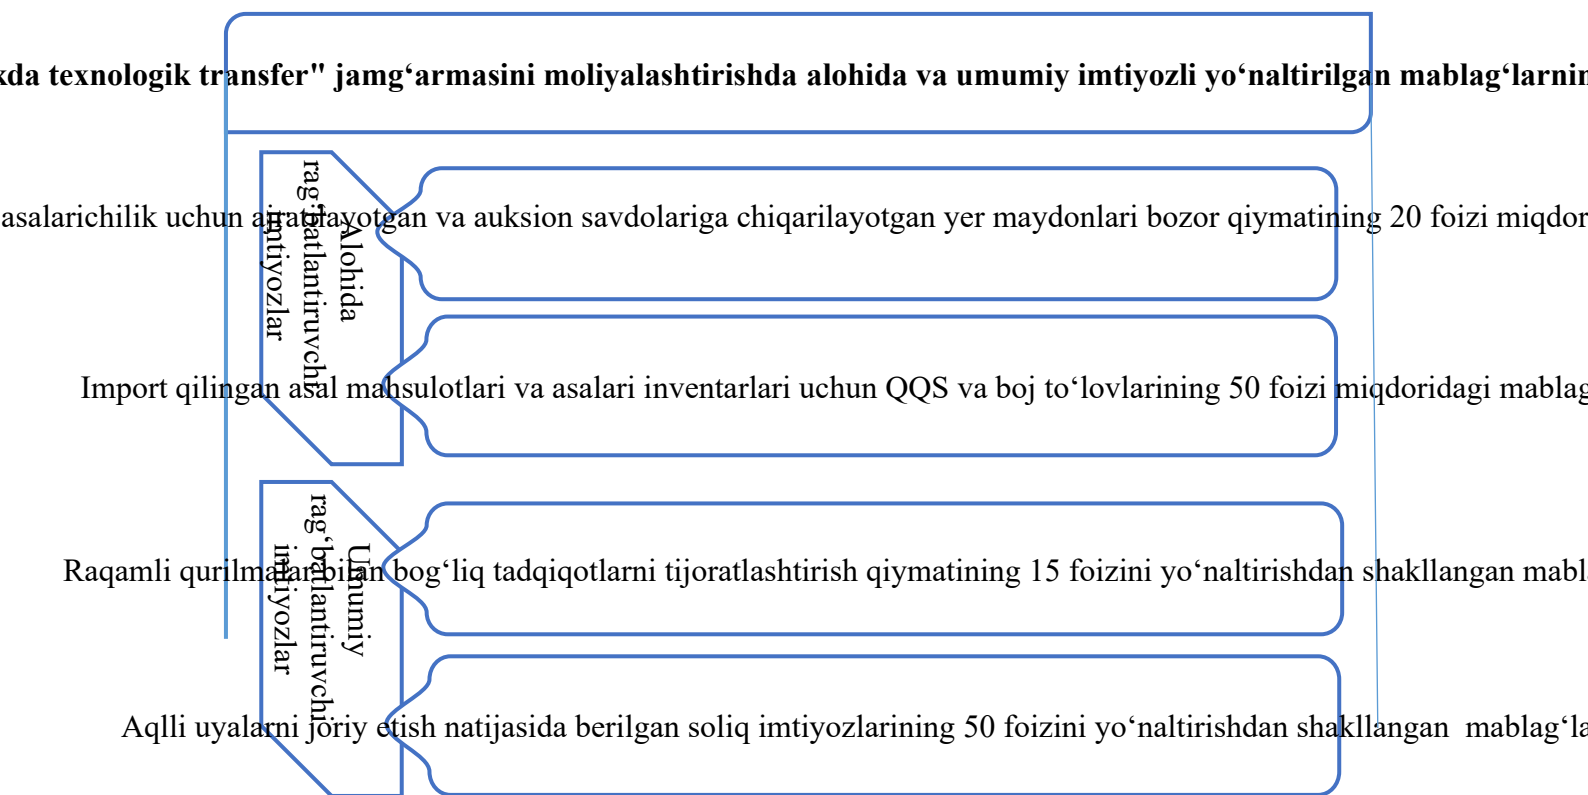 xda texnologik transfer" jamg‘armasini moliyalashtirishda alohida va umumiy imtiyozli yo‘naltirilgan mablag‘larnin
Alohida
rag‘batlantiruvchi
imtiyozlar
asalarichilik uchun ajratilayotgan va auksion savdolariga chiqarilayotgan yer maydonlari bozor qiymatining 20 foizi miqdor
Import qilingan asal mahsulotlari va asalari inventarlari uchun QQS va boj to‘lovlarining 50 foizi miqdoridagi mablag
Umumiy
rag‘batlantiruvchi
imtiyozlar
Raqamli qurilmalar bilan bog‘liq tadqiqotlarni tijoratlashtirish qiymatining 15 foizini yo‘naltirishdan shakllangan mabl
Aqlli uyalarni joriy etish natijasida berilgan soliq imtiyozlarining 50 foizini yo‘naltirishdan shakllangan mablag‘la